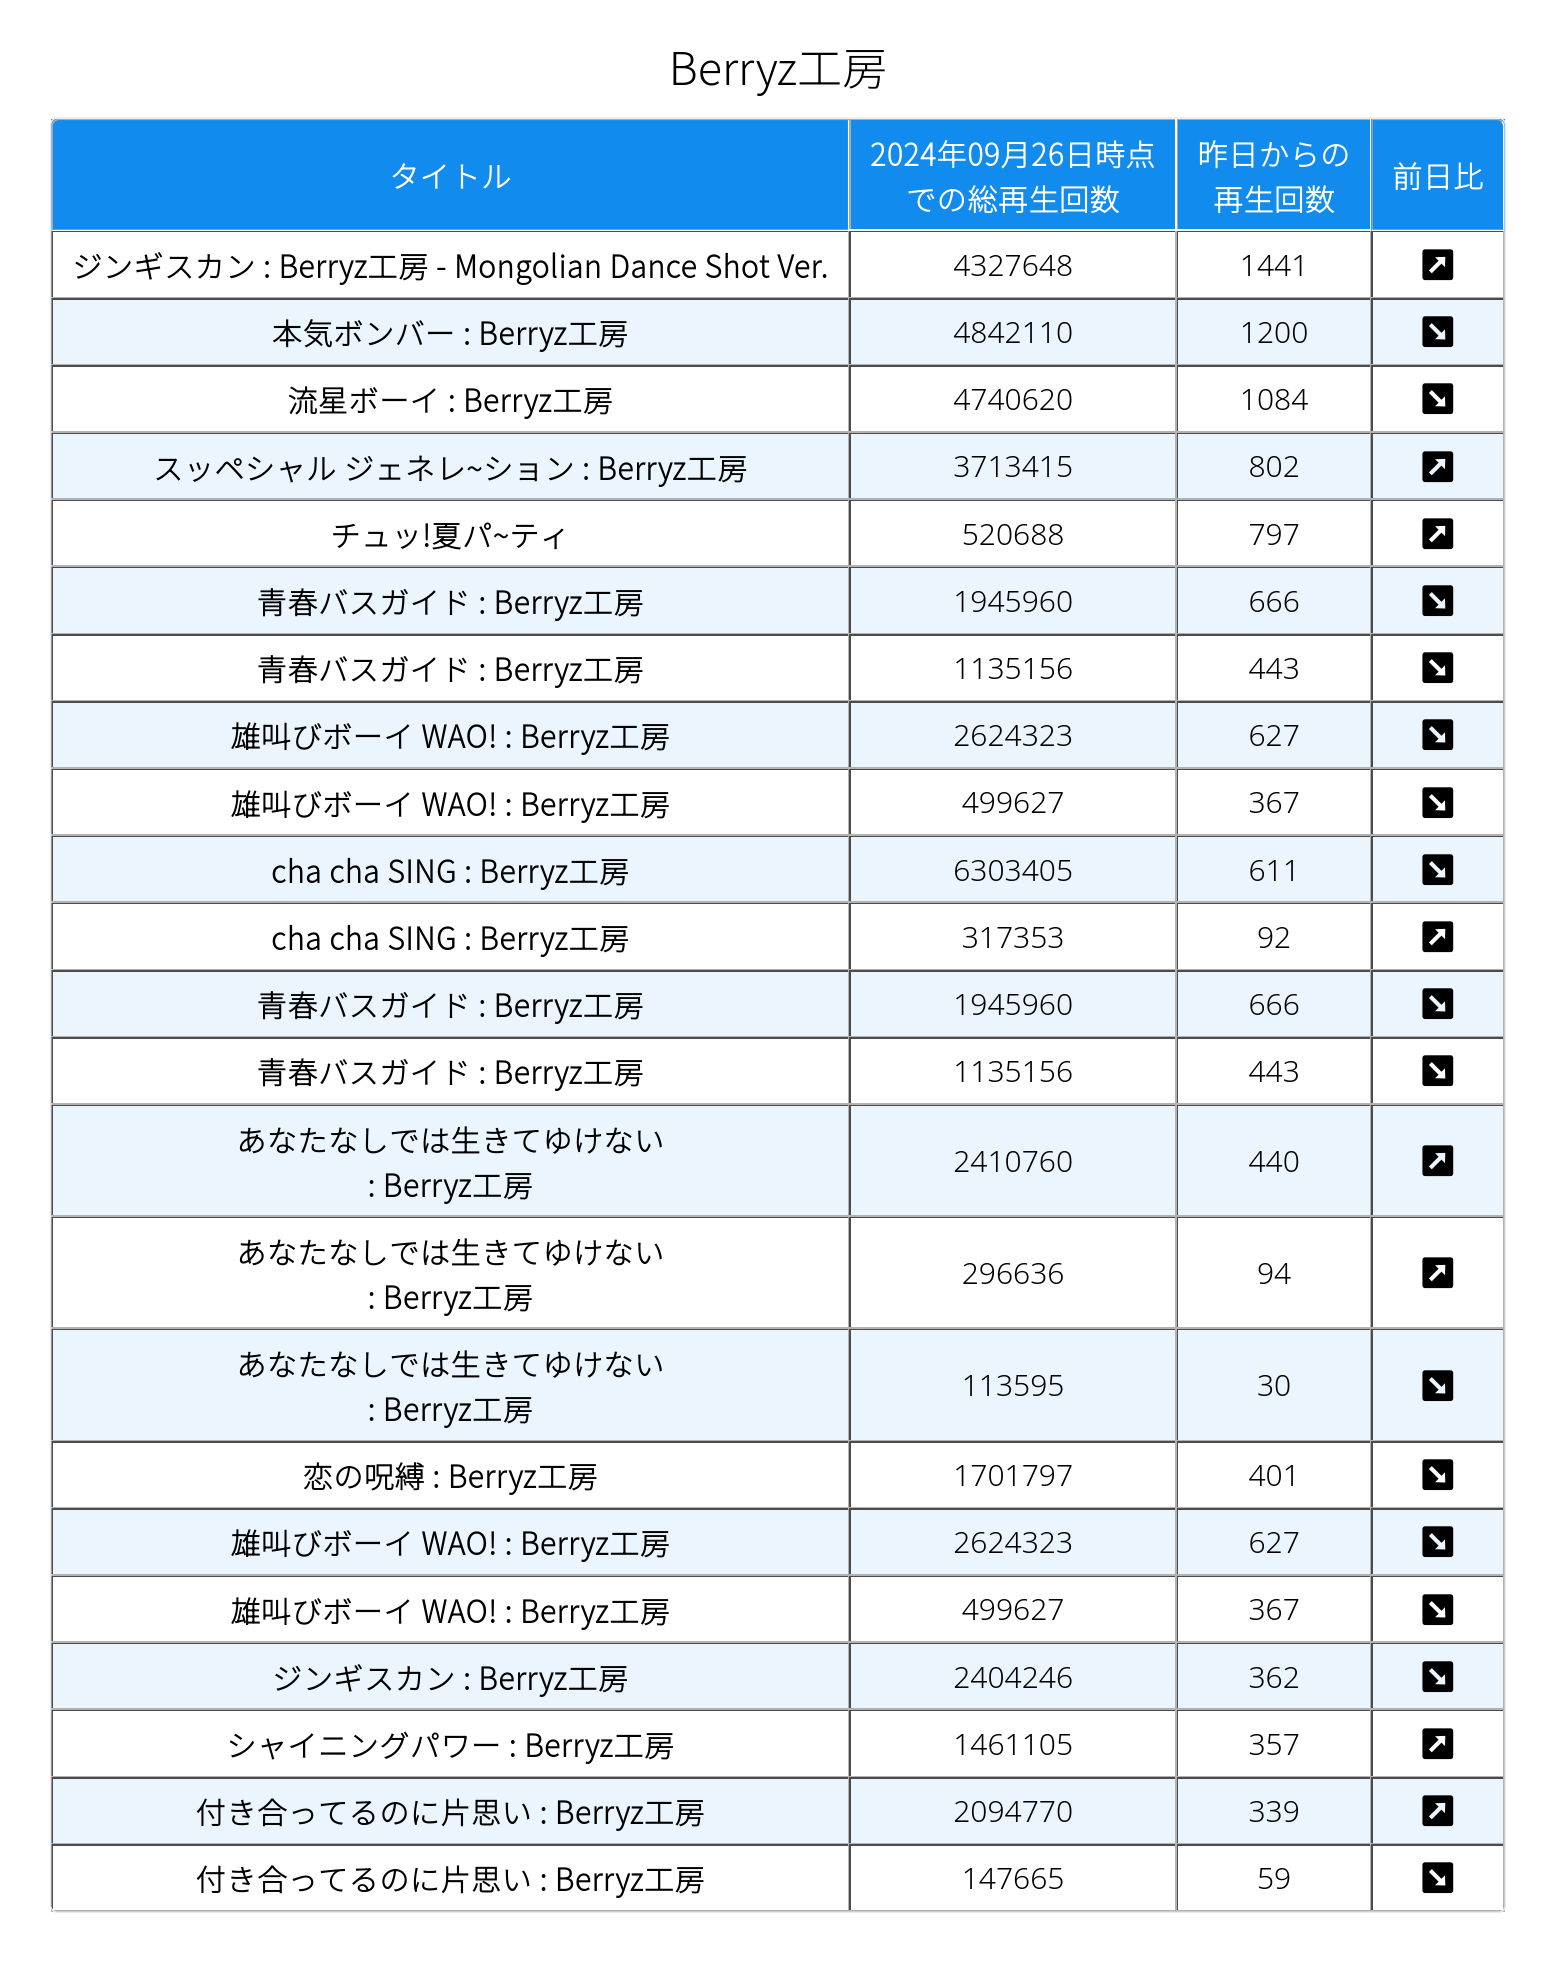 Berryz工房
タイトル 2024年09月26日時点 での総再生回数 昨日からの 再生回数 前日比
ジンギスカン : Berryz工房 - Mongolian Dance Shot Ver. 4327648 1441
本気ボンバー : Berryz工房 4842110 1200
流星ボーイ : Berryz工房 4740620 1084
スッペシャル ジェネレ~ション : Berryz工房 3713415 802
チュッ!夏パ~ティ 520688 797
青春バスガイド : Berryz工房 1945960 666
青春バスガイド : Berryz工房 1135156 443
雄叫びボーイ WAO! : Berryz工房 2624323 627
雄叫びボーイ WAO! : Berryz工房 499627 367
cha cha SING : Berryz工房 6303405 611
cha cha SING : Berryz工房 317353 92
青春バスガイド : Berryz工房 1945960 666
青春バスガイド : Berryz工房 1135156 443
あなたなしでは生きてゆけない
: Berryz工房 2410760 440
あなたなしでは生きてゆけない
: Berryz工房 296636 94
あなたなしでは生きてゆけない
: Berryz工房 113595 30
恋の呪縛 : Berryz工房 1701797 401
雄叫びボーイ WAO! : Berryz工房 2624323 627
雄叫びボーイ WAO! : Berryz工房 499627 367
ジンギスカン : Berryz工房 2404246 362
シャイニングパワー : Berryz工房 1461105 357
付き合ってるのに片思い : Berryz工房 2094770 339
付き合ってるのに片思い : Berryz工房 147665 59